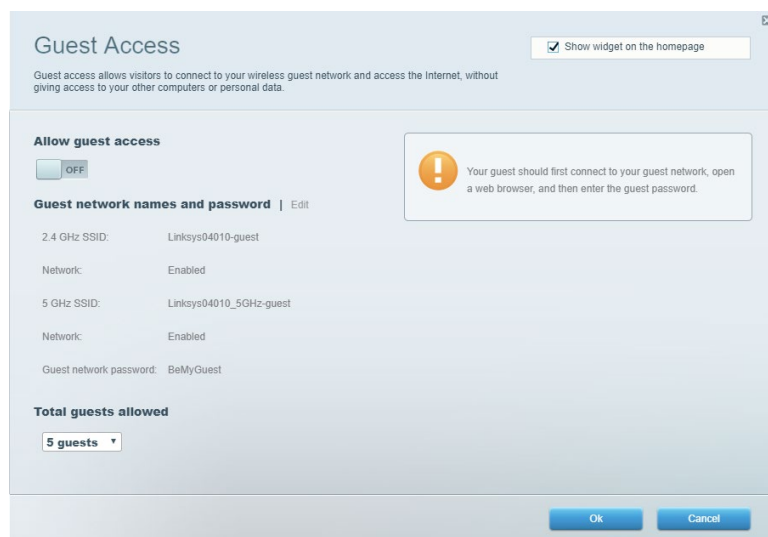 Guest Access
Show widget on the homepage
Guest access allows visitors to connect to your wireless guest network and access the Internet, without
giving access to your other computers or personal data.
Allow guest access
OFF
Your guest should first connect to your guest network, open
a web browser, and then enter the guest password.
Guest network names and password | Edit
2.4 GHz SSID: Linksys04010-guest
Network: Enabled
5 GHz SSID: Linksys04010_5GHz-guest
Network: Enabled
Guest network password: BeMyGuest
Total guests allowed
5 guests
Ok Cancel